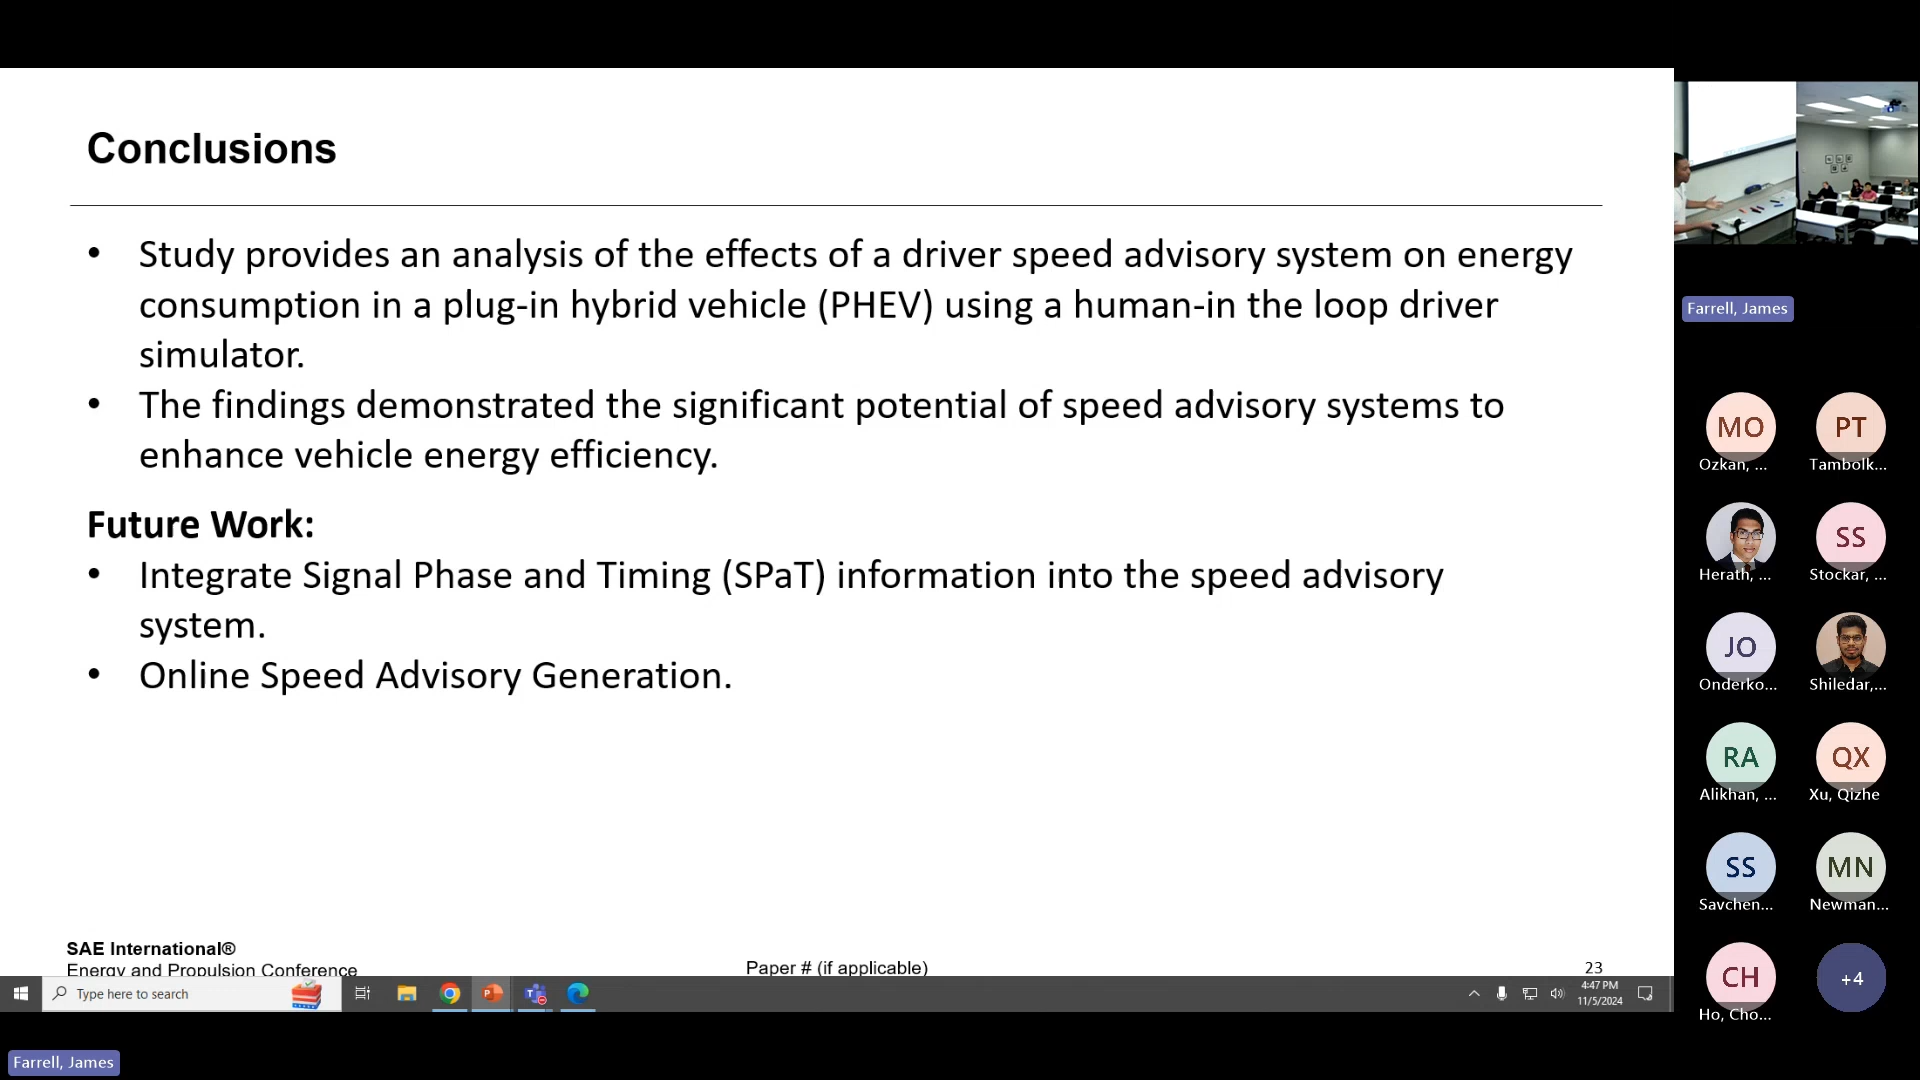 Conclusions
• Study provides an analysis of the effects of a driver speed advisory system on energy
consumption in a plug-in hybrid vehicle (PHEV) using a human-in the loop driver
simulator.
• The findings demonstrated the significant potential of speed advisory systems to
enhance vehicle energy efficiency.
Future Work:
• Integrate Signal Phase and Timing (SPaT) information into the speed advisory
system.
• Online Speed Advisory Generation.
SAE International®
Energy and Propulsion Conference
Paper # (if applicable)
23
Type here to search
4:47 PM
11/5/2024
Farrell, James
Farrell, James
MO
Ozkan, ...
PT
Tambolk...
Herath, ...
SS
Stockar, ...
JO
Onderko...
Shiledar,...
RA
Alikhan, ...
QX
Xu, Qizhe
SS
Savchen...
MN
Newman...
CH
Ho, Cho...
+4